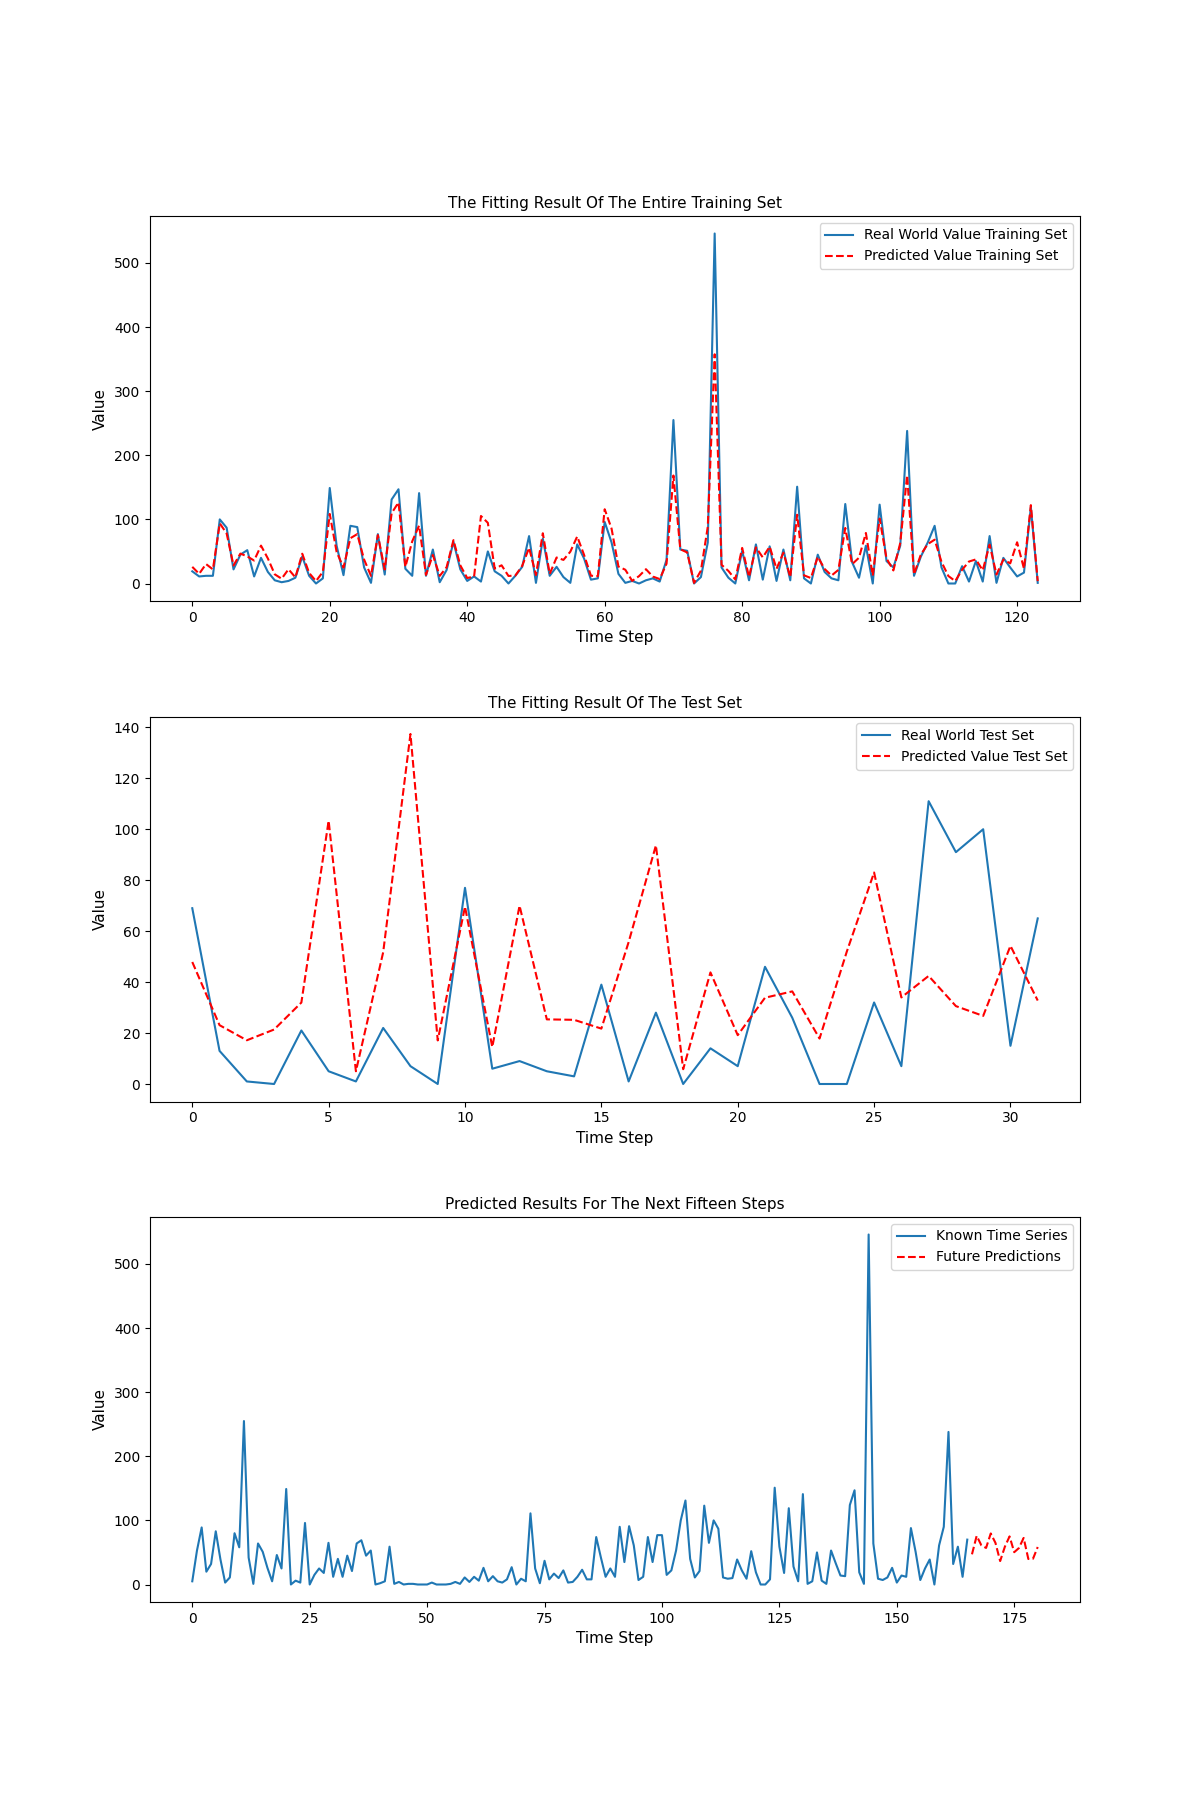 The Fitting Result Of The Entire Training Set
Real World Value Training Set
Predicted Value Training Set
500
400
300
200
100
0
Value
0 20 40 60 80 100 120
Time Step
The Fitting Result Of The Test Set
Real World Test Set
Predicted Value Test Set
140
120
100
80
60
40
20
0
Value
0 5 10 15 20 25 30
Time Step
Predicted Results For The Next Fifteen Steps
Known Time Series
Future Predictions
500
400
300
200
100
0
Value
0 25 50 75 100 125 150 175
Time Step